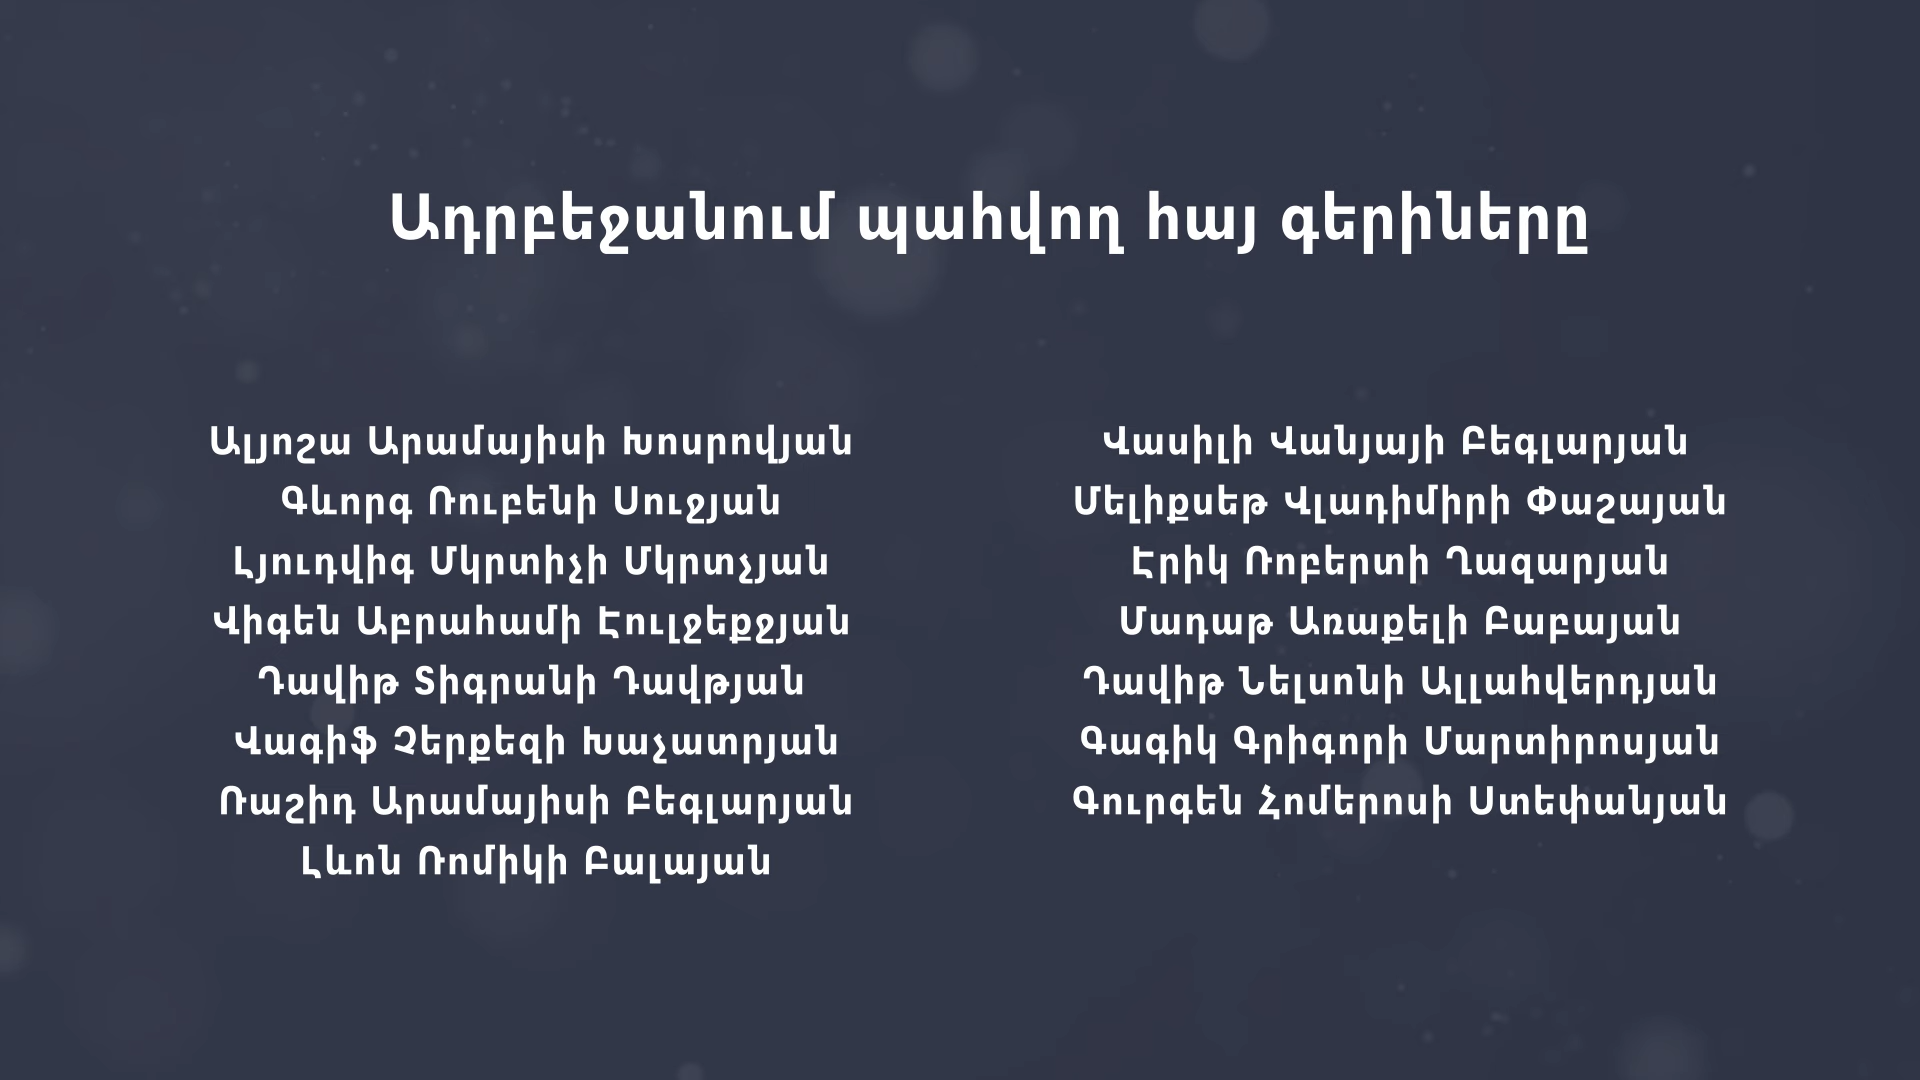 Ադրբեջանում պահվող հայ գերիները
Ալյոշա Արամայիսի Խոսրովյան
Գևորգ Ռուբենի Սուջյան
Լյուդվիգ Մկրտիչի Մկրտչյան
Վիգեն Աբրահամի Էուլջեքջյան
Դավիթ Տիգրանի Դավթյան
Վագիֆ Չերքեզի Խաչատրյան
Ռաշիդ Արամայիսի Բեգլարյան
Լևոն Ռոմիկի Բալայան
Վասիլի Վանյայի Բեգլարյան
Մելիքսեթ Վլադիմիրի Փաշայան
Էրիկ Ռոբերտի Ղազարյան
Մադաթ Առաքելի Բաբայան
Դավիթ Նելսոնի Ալլահվերդյան
Գագիկ Գրիգորի Մարտիրոսյան
Գուրգեն Հոմերոսի Ստեփանյան